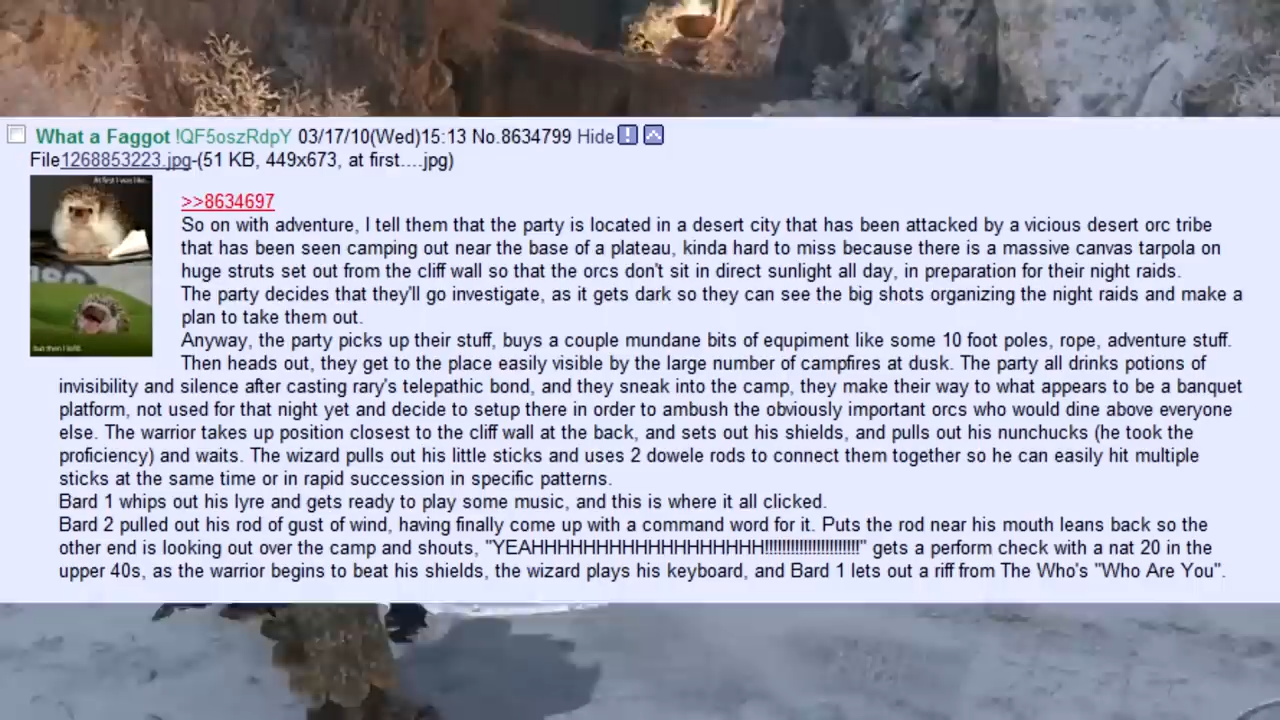 What a Faggot !QF5oszRdpY 03/17/10(Wed)15:13 No.8634799 Hide
File1268853223.jpg-(51 KB, 449x673, at first....jpg)
At first I was like...
but then I lol'd.
>>8634697
So on with adventure, I tell them that the party is located in a desert city that has been attacked by a vicious desert orc tribe
that has been seen camping out near the base of a plateau, kinda hard to miss because there is a massive canvas tarpola on
huge struts set out from the cliff wall so that the orcs don't sit in direct sunlight all day, in preparation for their night raids.
The party decides that they'll go investigate, as it gets dark so they can see the big shots organizing the night raids and make a
plan to take them out.
Anyway, the party picks up their stuff, buys a couple mundane bits of equpiment like some 10 foot poles, rope, adventure stuff.
Then heads out, they get to the place easily visible by the large number of campfires at dusk. The party all drinks potions of
invisibility and silence after casting rary's telepathic bond, and they sneak into the camp, they make their way to what appears to be a banquet
platform, not used for that night yet and decide to setup there in order to ambush the obviously important orcs who would dine above everyone
else. The warrior takes up position closest to the cliff wall at the back, and sets out his shields, and pulls out his nunchucks (he took the
proficiency) and waits. The wizard pulls out his little sticks and uses 2 dowele rods to connect them together so he can easily hit multiple
sticks at the same time or in rapid succession in specific patterns.
Bard 1 whips out his lyre and gets ready to play some music, and this is where it all clicked.
Bard 2 pulled out his rod of gust of wind, having finally come up with a command word for it. Puts the rod near his mouth leans back so the
other end is looking out over the camp and shouts, "YEAHHHHHHHHHHHHHHHHHHH!!!!!!!!!!!!!!!!!!!!!!" gets a perform check with a nat 20 in the
upper 40s, as the warrior begins to beat his shields, the wizard plays his keyboard, and Bard 1 lets out a riff from The Who's "Who Are You".